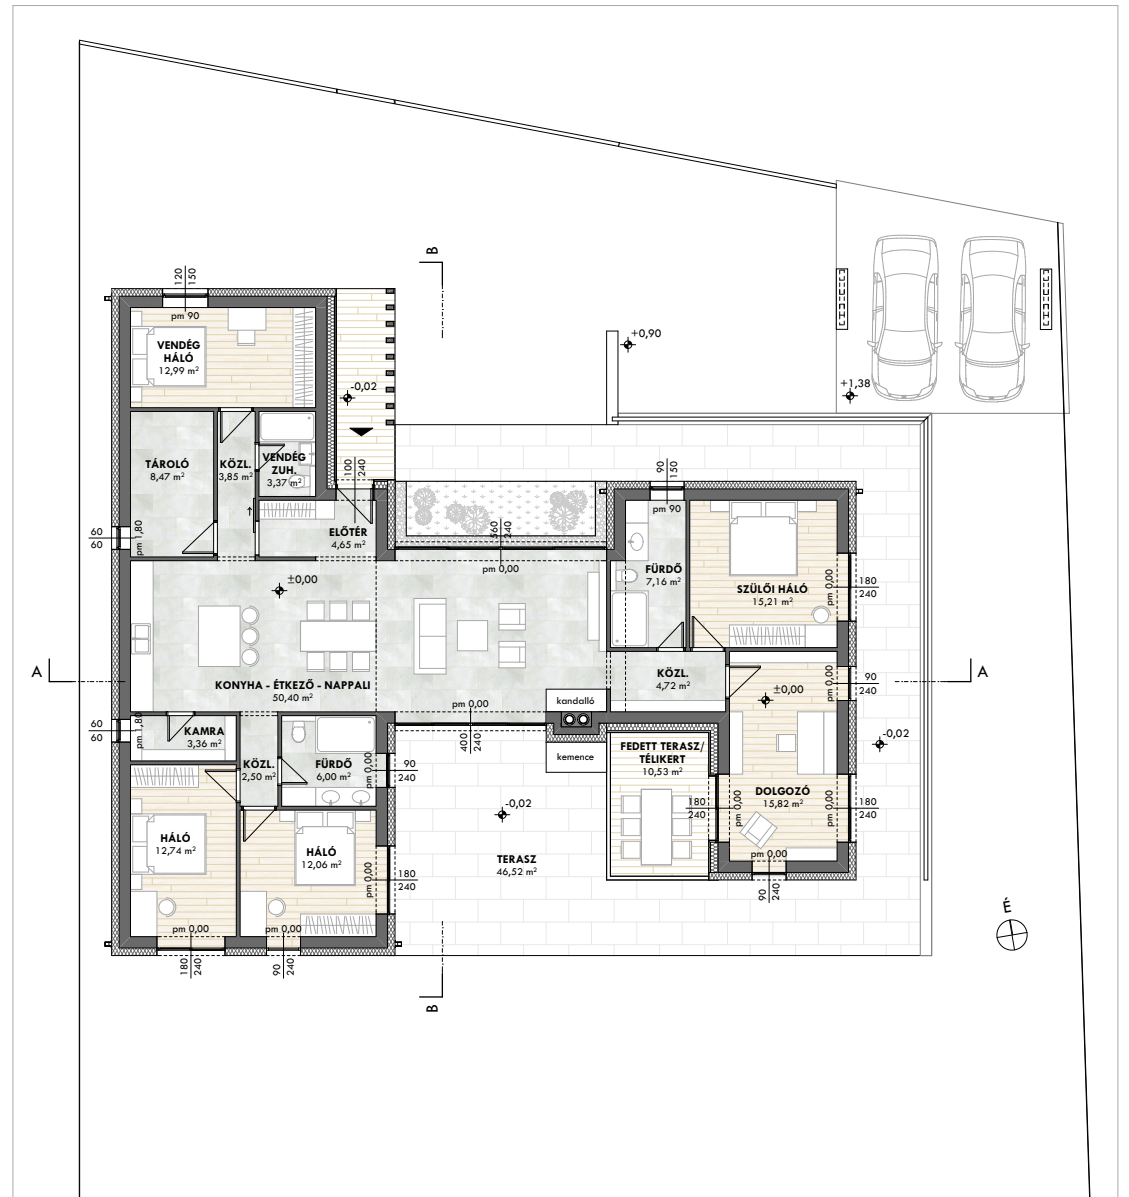 B
120
150
pm 90
VENDÉG
HÁLÓ
12,99 m²
-0,02
+0,90
+1,38
TÁROLÓ
8,47 m²
KÖZL.
3,85 m²
VENDÉG
ZUH.
3,37 m²
100
240
ELŐTÉR
4,65 m²
560
240
pm 0,00
90
150
pm 90
FÜRDŐ
7,16 m²
SZÜLŐI HÁLÓ
15,21 m²
pm 0,00
180
240
60
60
pm 1,80
±0,00
KONYHA - ÉTKEZŐ - NAPPALI
50,40 m²
A
A
KÖZL.
4,72 m²
±0,00
90
240
-0,02
pm 0,00
kandalló
kemence
400
240
60
60
pm 1,80
KAMRA
3,36 m²
KÖZL.
2,50 m²
FÜRDŐ
6,00 m²
pm 0,00
90
240
FEDETT TERASZ/
TÉLIKERT
10,53 m²
180
240
pm 0,00
DOLGOZÓ
15,82 m²
pm 0,00
180
240
pm 0,00
90
240
-0,02
TERASZ
46,52 m²
HÁLÓ
12,74 m²
HÁLÓ
12,06 m²
pm 0,00
180
240
pm 0,00
180
240
pm 0,00
90
240
É
B